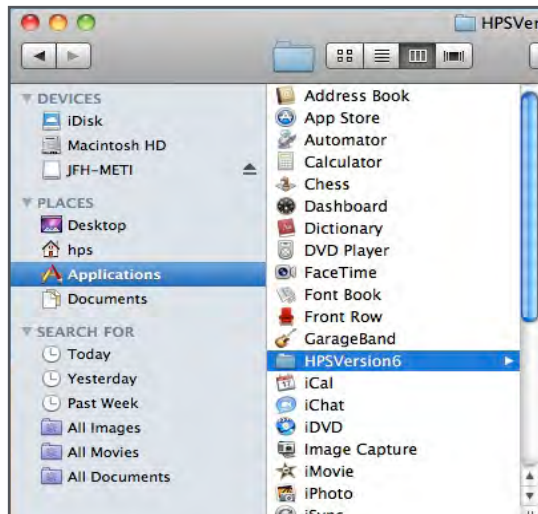 HPSVer
DEVICES
iDisk
Macintosh HD
JFH-METI
PLACES
Desktop
hps
Applications
Documents
SEARCH FOR
Today
Yesterday
Past Week
All Images
All Movies
All Documents
Address Book
App Store
Automator
Calculator
Chess
Dashboard
Dictionary
DVD Player
FaceTime
Font Book
Front Row
GarageBand
HPSVersion6
iCal
iChat
iDVD
Image Capture
iMovie
iPhoto
iSync